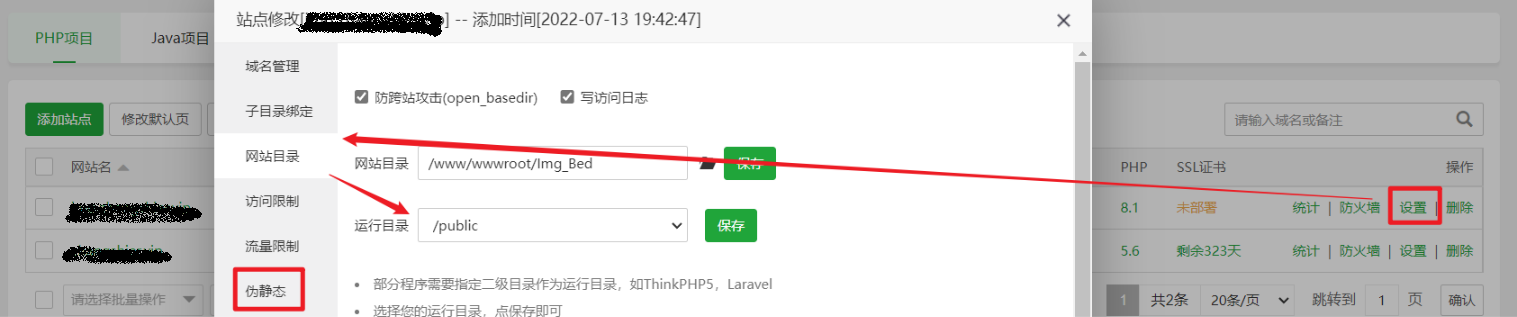 站点修改[ ] -- 添加时间[2022-07-13 19:42:47]
PHP项目
Java项目
域名管理
子目录绑定
网站目录
访问限制
流量限制
伪静态
防跨站攻击(open_basedir)
写访问日志
网站目录
/www/wwwroot/Img_Bed
保存
运行目录
/public
保存
部分程序需要指定二级目录作为运行目录，如ThinkPHP5，Laravel
选择您的运行目录，点保存即可
添加站点
修改默认页
请输入域名或备注
网站名
PHP
SSL证书
操作
8.1
未部署
统计 | 防火墙 设置 | 删除
5.6
剩余323天
统计 | 防火墙 | 设置 | 删除
请选择批量操作
1
共2条
20条/页
跳转到
1
页
确认